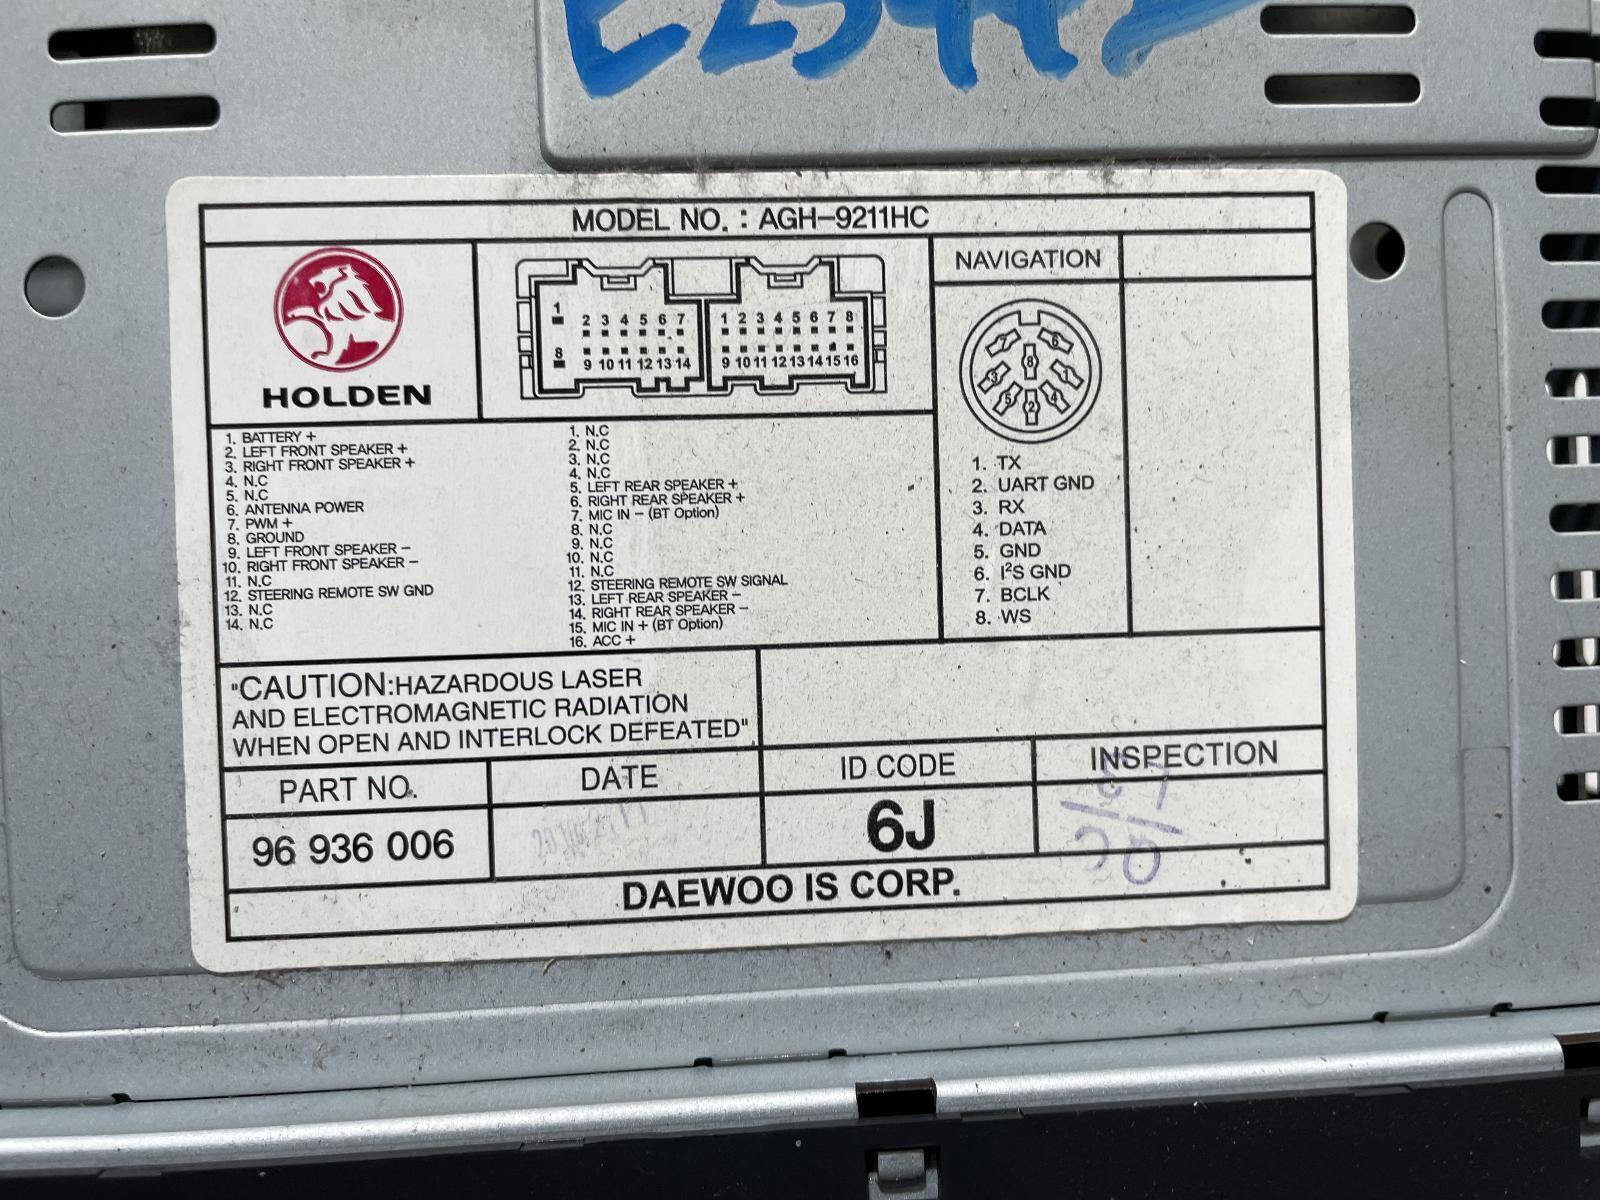 MODEL NO. : AGH-9211HC
HOLDEN
1
2 3 4 5 6 7
8
9 10 11 12 13 14
1 2 3 4 5 6 7 8
9 10 11 12 13 14 15 16
NAVIGATION
7 6
8
3 1
5 2 4
1. BATTERY +
2. LEFT FRONT SPEAKER +
3. RIGHT FRONT SPEAKER +
4. N.C
5. N.C
6. ANTENNA POWER
7. PWM +
8. GROUND
9. LEFT FRONT SPEAKER -
10. RIGHT FRONT SPEAKER -
11. N.C
12. STEERING REMOTE SW GND
13. N.C
14. N.C
1. N.C
2. N.C
3. N.C
4. N.C
5. LEFT REAR SPEAKER +
6. RIGHT REAR SPEAKER +
7. MIC IN - (BT Option)
8. N.C
9. N.C
10. N.C
11. N.C
12. STEERING REMOTE SW SIGNAL
13. LEFT REAR SPEAKER -
14. RIGHT REAR SPEAKER -
15. MIC IN + (BT Option)
16. ACC +
1. TX
2. UART GND
3. RX
4. DATA
5. GND
6. I²S GND
7. BCLK
8. WS
"CAUTION:HAZARDOUS LASER
AND ELECTROMAGNETIC RADIATION
WHEN OPEN AND INTERLOCK DEFEATED"
PART NO.
DATE
ID CODE
INSPECTION
96 936 006
6J
DAEWOO IS CORP.